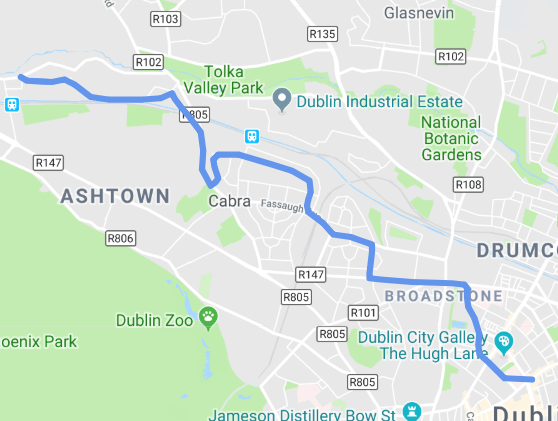 Glasnevin
R103
R135
R102
R102
Tolka
Valley Park
Dublin Industrial Estate
R805
National
Botanic
Gardens
R147
R108
ASHTOWN
Cabra
Fassaugh
R806
DRUMCO
R147
R805
BROADSTONE
R101
Dublin Zoo
R805
Dublin City Gallery
The Hugh Lane
oenix Park
R805
Jameson Distillery Bow St
Dubli